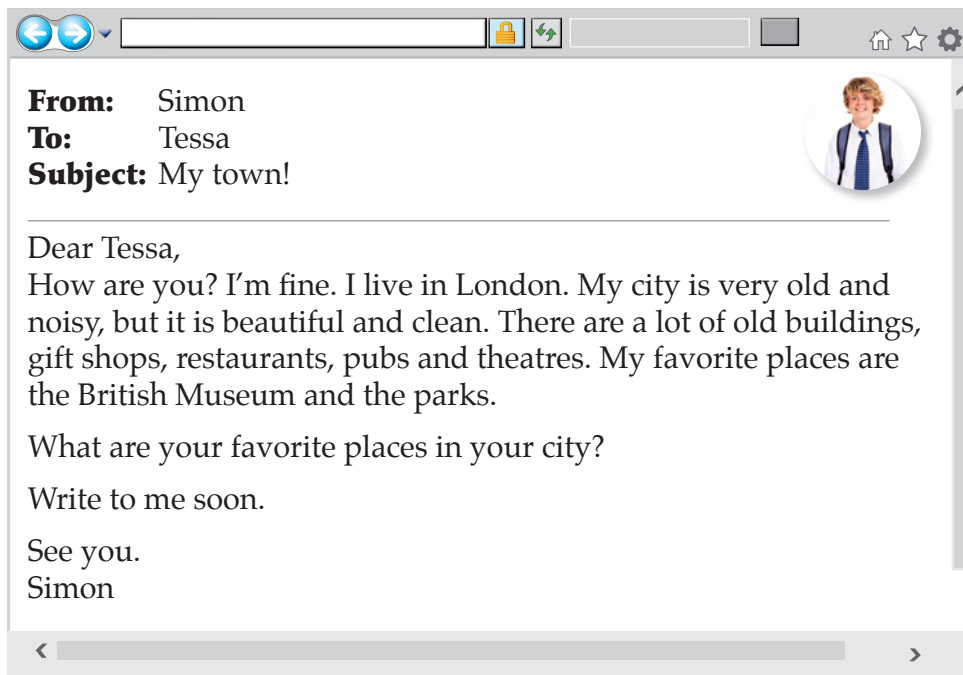 From: Simon
To: Tessa
Subject: My town!
Dear Tessa,
How are you? I'm fine. I live in London. My city is very old and
noisy, but it is beautiful and clean. There are a lot of old buildings,
gift shops, restaurants, pubs and theatres. My favorite places are
the British Museum and the parks.
What are your favorite places in your city?
Write to me soon.
See you.
Simon